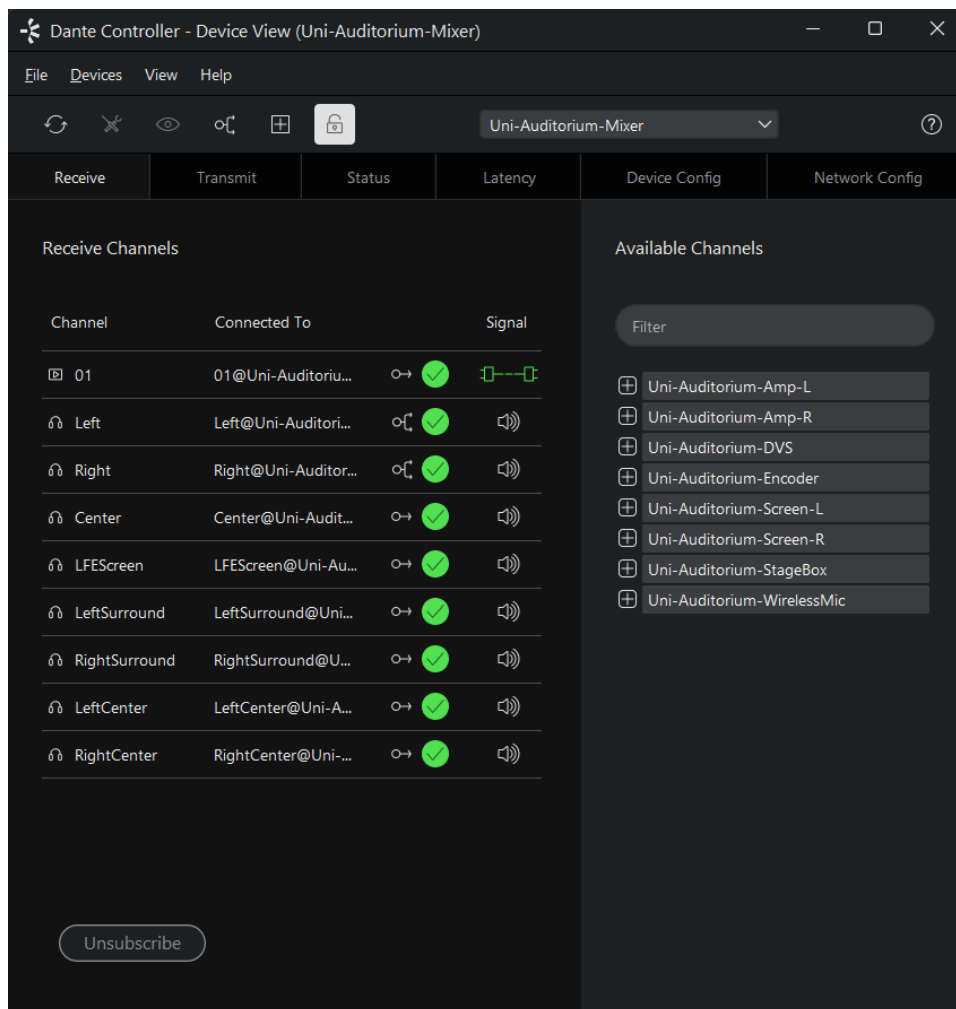 Dante Controller - Device View (Uni-Auditorium-Mixer)
File Devices View Help
Uni-Auditorium-Mixer
Receive Transmit Status Latency Device Config Network Config
Receive Channels
Channel Connected To Signal
01 01@Uni-Auditoriu...
Left Left@Uni-Auditori...
Right Right@Uni-Auditor...
Center Center@Uni-Audit...
LFEScreen LFEScreen@Uni-Au...
LeftSurround LeftSurround@Uni...
RightSurround RightSurround@U...
LeftCenter LeftCenter@Uni-A...
RightCenter RightCenter@Uni-...
Unsubscribe
Available Channels
Filter
Uni-Auditorium-Amp-L
Uni-Auditorium-Amp-R
Uni-Auditorium-DVS
Uni-Auditorium-Encoder
Uni-Auditorium-Screen-L
Uni-Auditorium-Screen-R
Uni-Auditorium-StageBox
Uni-Auditorium-WirelessMic